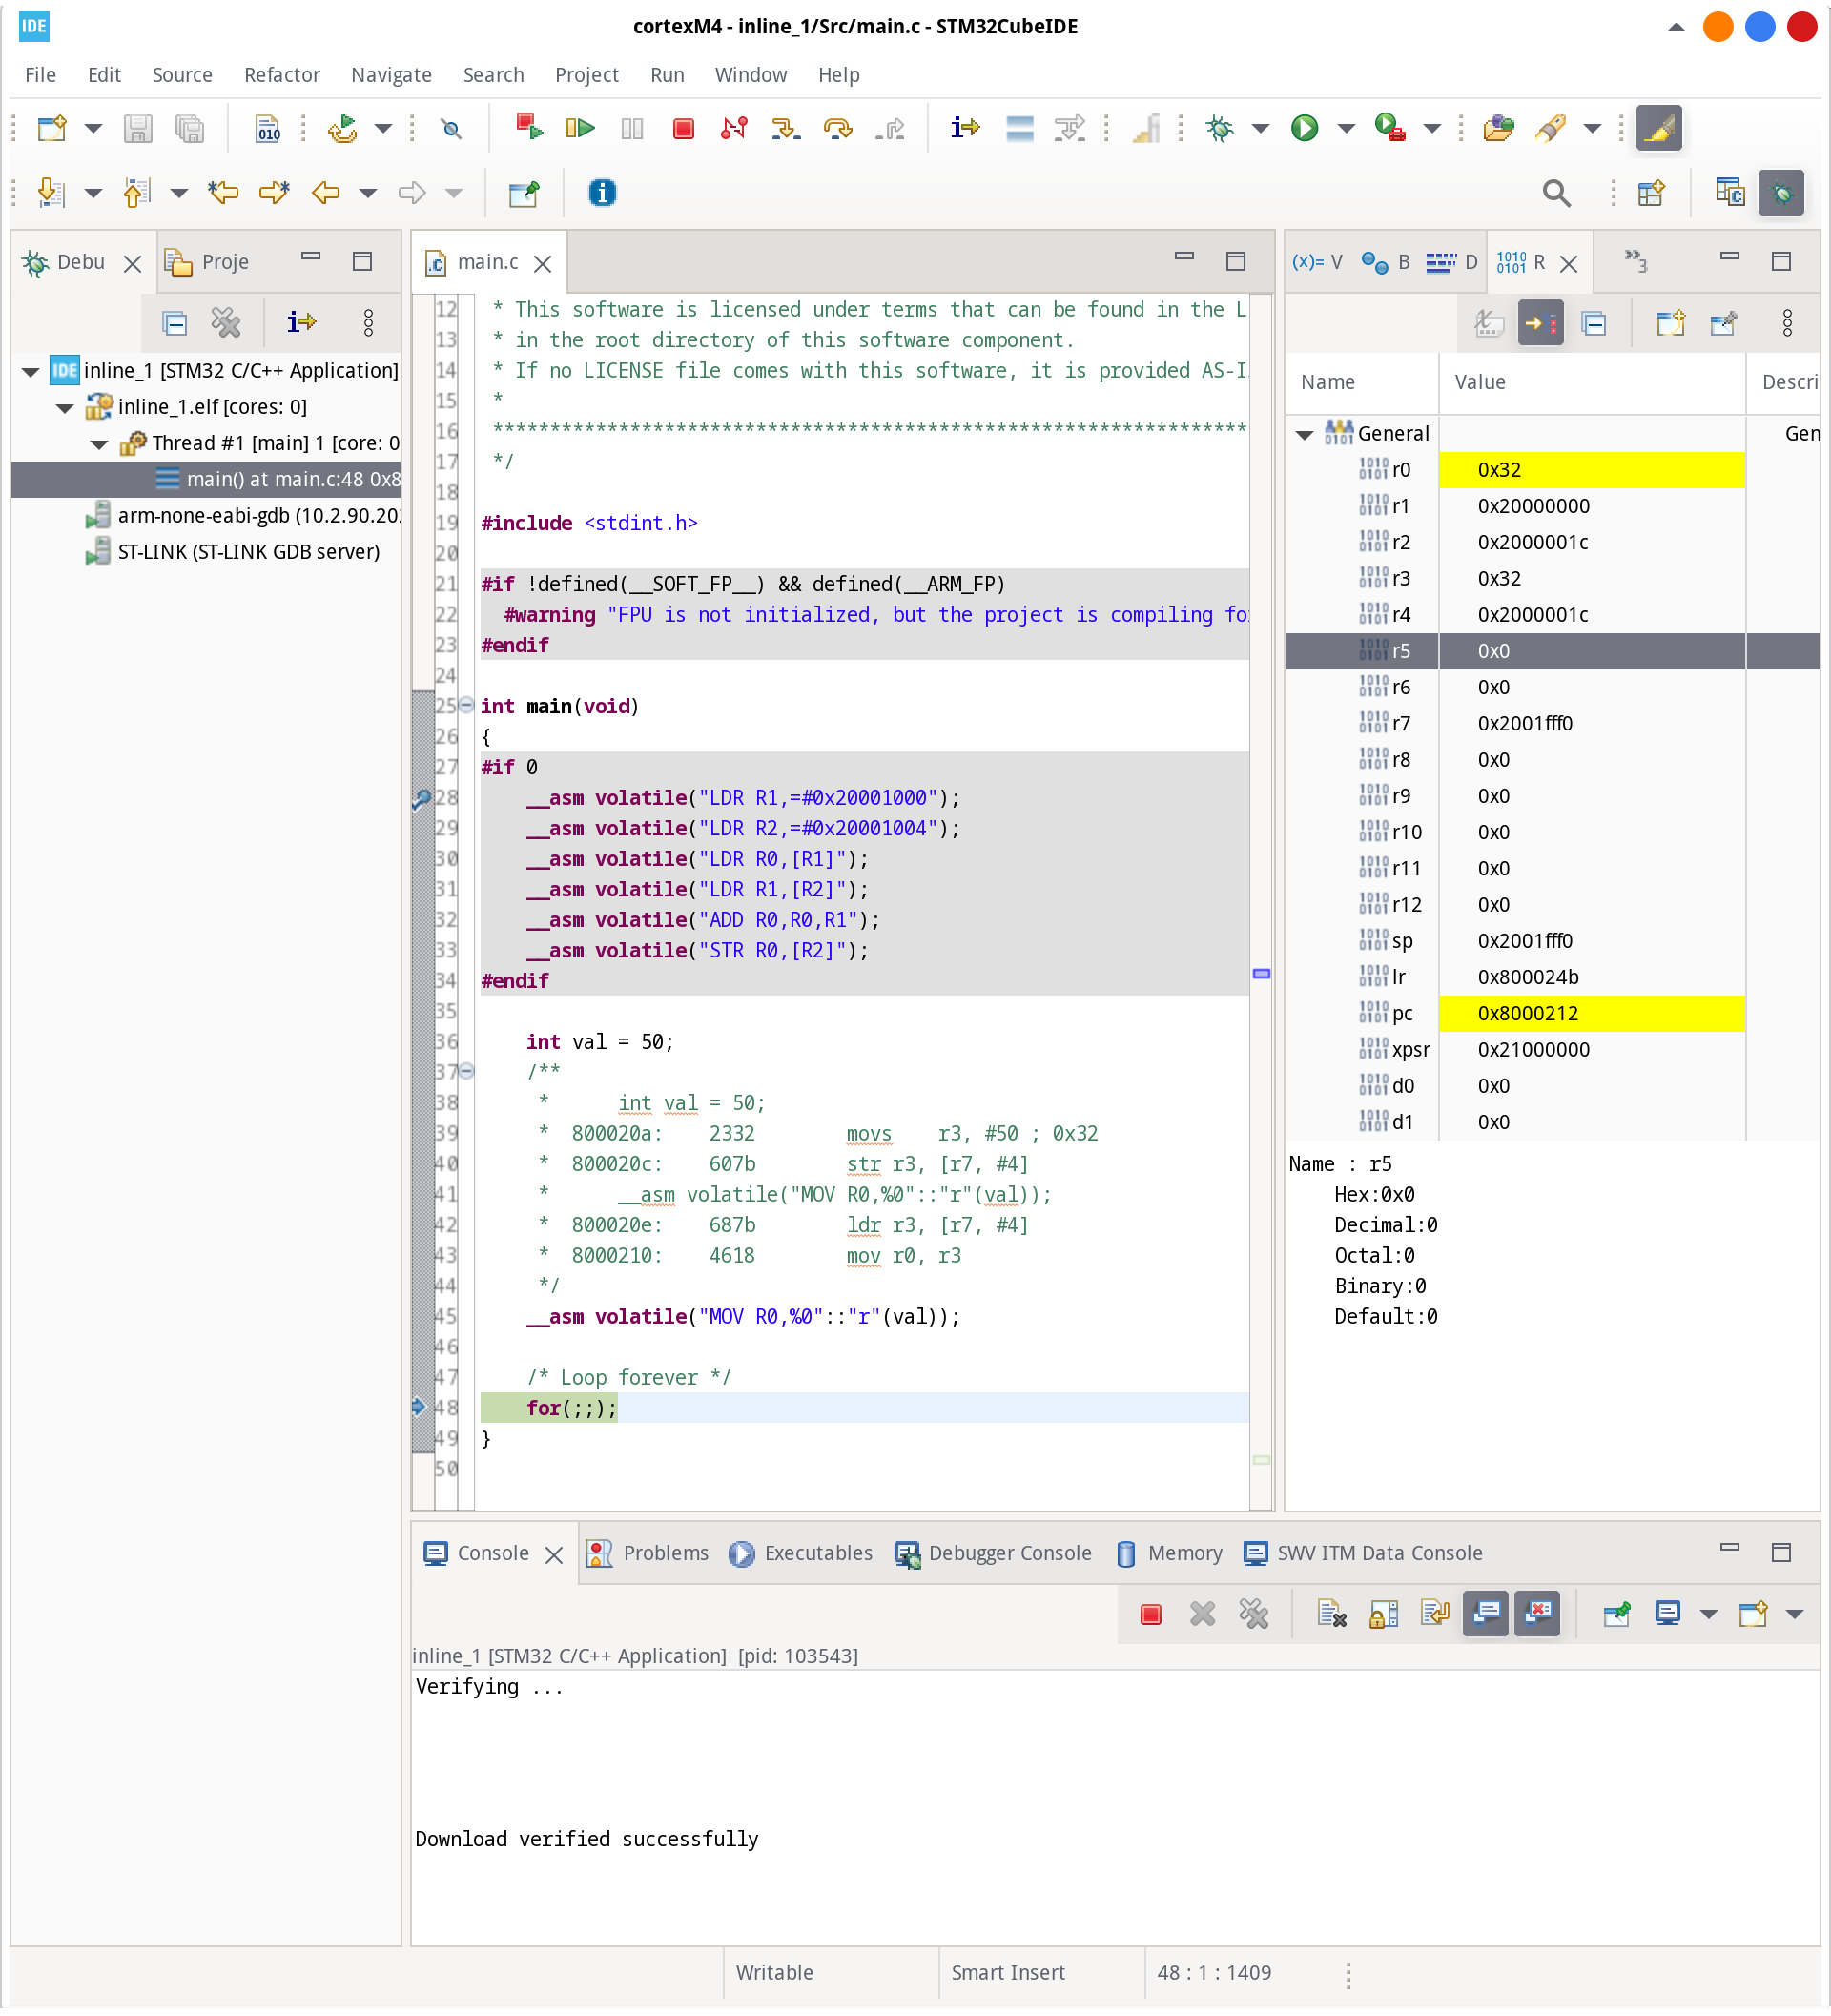 IDE
cortexM4 - inline_1/Src/main.c - STM32CubeIDE
File Edit Source Refactor Navigate Search Project Run Window Help
Debu
Proje
inline_1 [STM32 C/C++ Application]
inline_1.elf [cores: 0]
Thread #1 [main] 1 [core: 0
main() at main.c:48 0x8
arm-none-eabi-gdb (10.2.90.20
ST-LINK (ST-LINK GDB server)
main.c
12 * This software is licensed under terms that can be found in the L
13 * in the root directory of this software component.
14 * If no LICENSE file comes with this software, it is provided AS-I
15 *
16 ******************************************************************
17 */
18
19 #include <stdint.h>
20
21 #if !defined(__SOFT_FP__) && defined(__ARM_FP)
22 #warning "FPU is not initialized, but the project is compiling fo
23 #endif
24
25 int main(void)
26 {
27 #if 0
28 __asm volatile("LDR R1,=#0x20001000");
29 __asm volatile("LDR R2,=#0x20001004");
30 __asm volatile("LDR R0,[R1]");
31 __asm volatile("LDR R1,[R2]");
32 __asm volatile("ADD R0,R0,R1");
33 __asm volatile("STR R0,[R2]");
34 #endif
35
36 int val = 50;
37 /**
38 * int val = 50;
39 * 800020a: 2332 movs r3, #50 ; 0x32
40 * 800020c: 607b str r3, [r7, #4]
41 * __asm volatile("MOV R0,%0"::"r"(val));
42 * 800020e: 687b ldr r3, [r7, #4]
43 * 8000210: 4618 mov r0, r3
44 */
45 __asm volatile("MOV R0,%0"::"r"(val));
46
47 /* Loop forever */
48 for(;;);
49 }
50
(x)= V B D R 3
Name Value Descri
General Gen
r0 0x32
r1 0x20000000
r2 0x2000001c
r3 0x32
r4 0x2000001c
r5 0x0
r6 0x0
r7 0x2001fff0
r8 0x0
r9 0x0
r10 0x0
r11 0x0
r12 0x0
sp 0x2001fff0
lr 0x800024b
pc 0x8000212
xpsr 0x21000000
d0 0x0
d1 0x0
Name : r5
Hex:0x0
Decimal:0
Octal:0
Binary:0
Default:0
Console Problems Executables Debugger Console Memory SWV ITM Data Console
inline_1 [STM32 C/C++ Application] [pid: 103543]
Verifying ...
Download verified successfully
Writable Smart Insert 48 : 1 : 1409